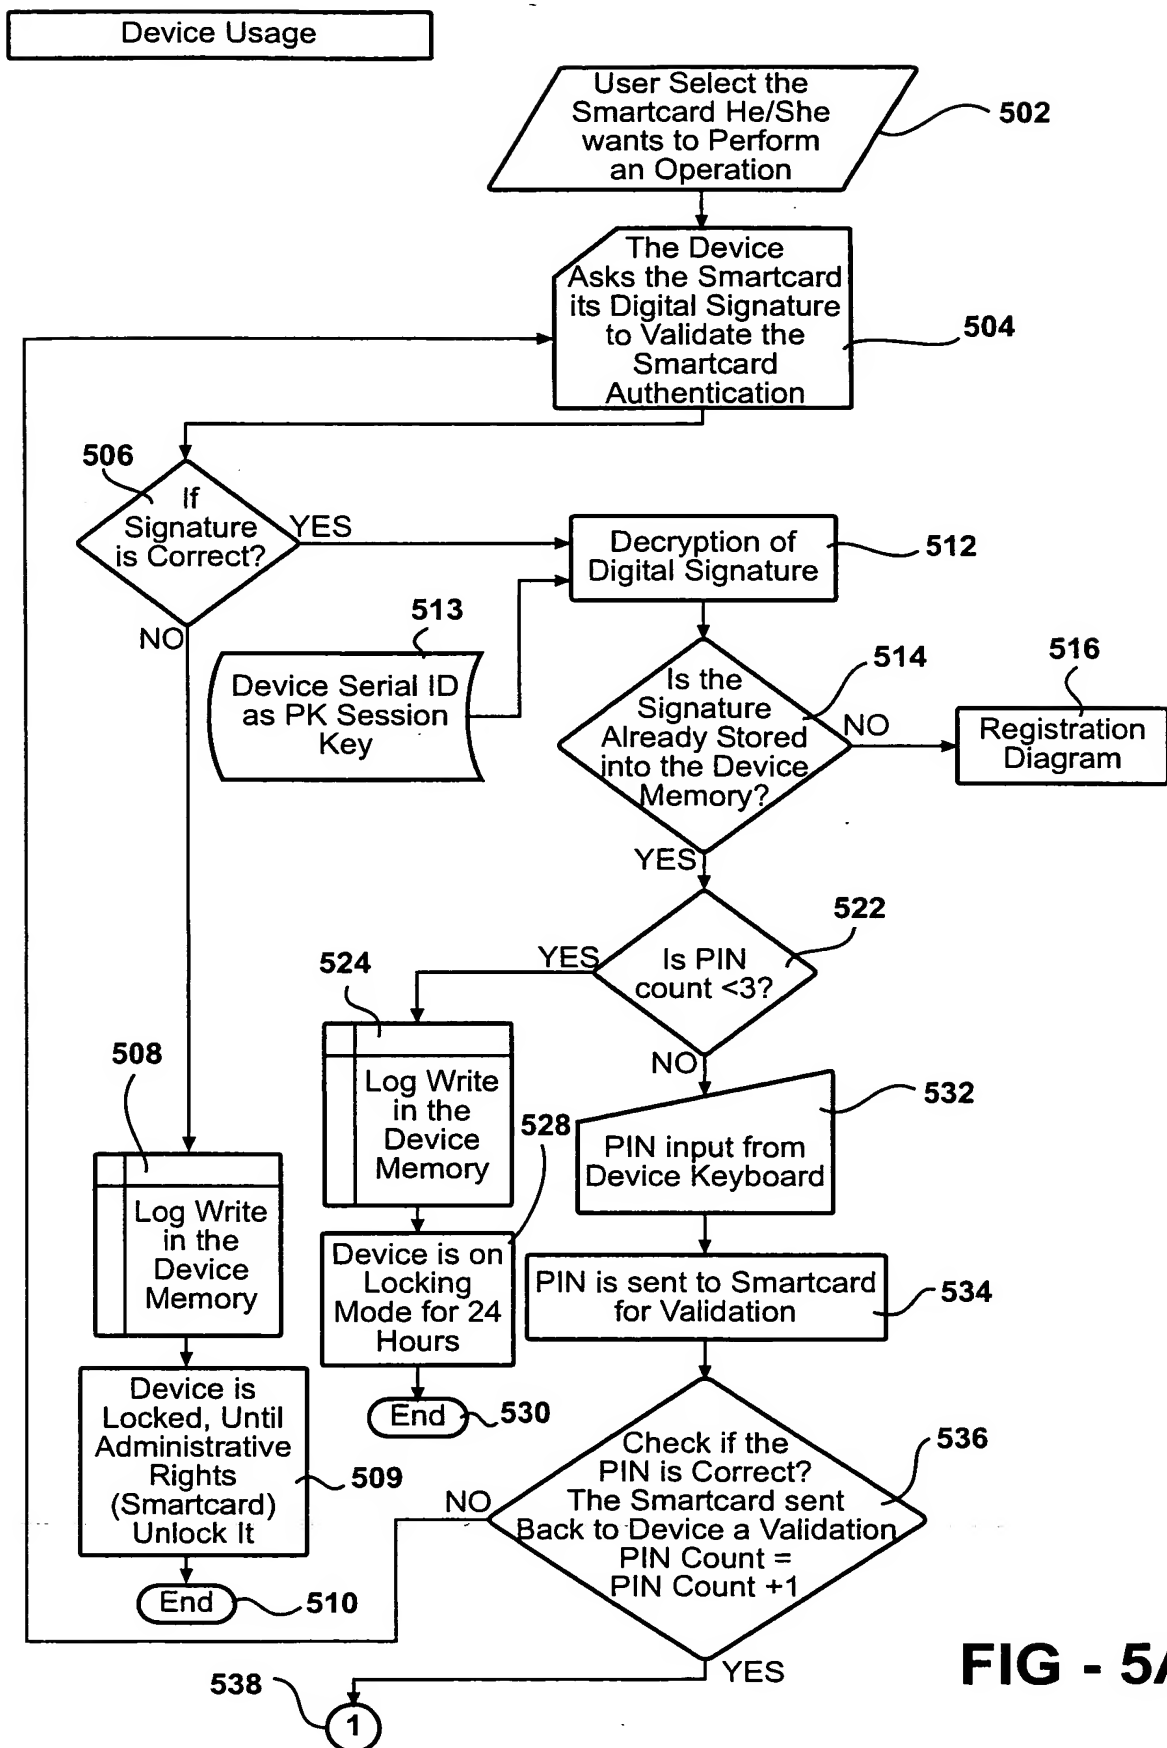 Device Usage
User Select the
Smartcard He/She
wants to Perform
an Operation
502
The Device
Asks the Smartcard
its Digital Signature
to Validate the
Smartcard
Authentication
504
506
If
Signature
is Correct?
YES
NO
Decryption of
Digital Signature
512
513
Device Serial ID
as PK Session
Key
514
Is the
Signature
Already Stored
into the Device
Memory?
NO
YES
516
Registration
Diagram
522
Is PIN
count <3?
YES
NO
524
Log Write
in the
Device
Memory
508
Log Write
in the
Device
Memory
528
Device is on
Locking
Mode for 24
Hours
532
PIN input from
Device Keyboard
PIN is sent to Smartcard
for Validation
534
Device is
Locked, Until
Administrative
Rights
(Smartcard)
Unlock It
509
End
530
End
510
536
Check if the
PIN is Correct?
The Smartcard sent
Back to Device a Validation
PIN Count =
PIN Count +1
NO
YES
538
1
FIG - 5A